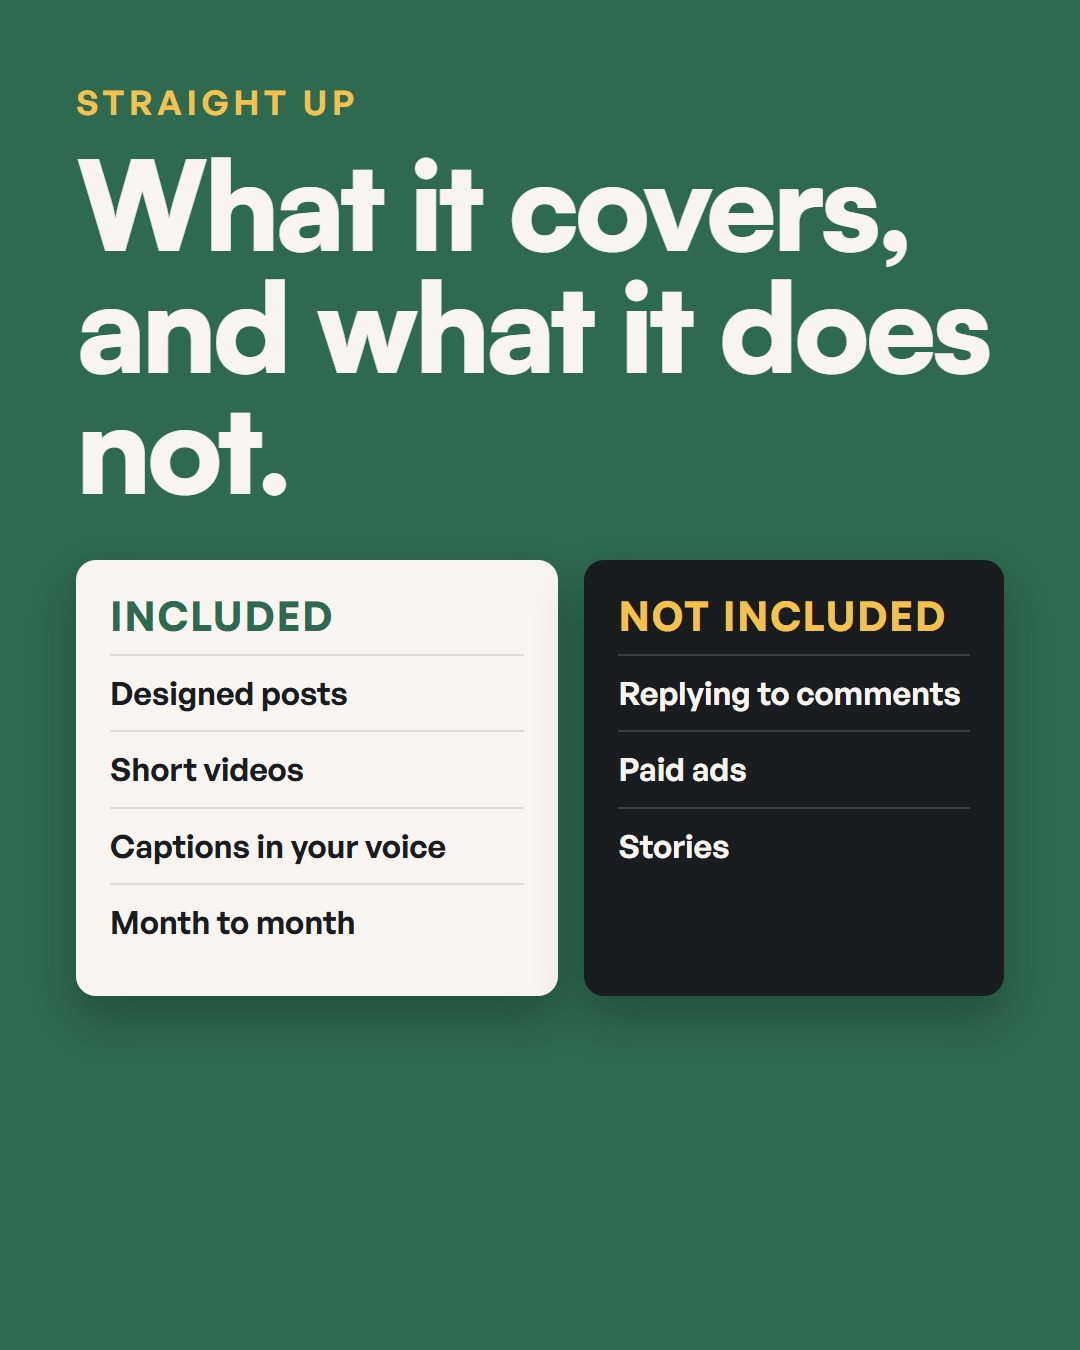 STRAIGHT UP
What it covers,
and what it does
not.
INCLUDED
Designed posts
Short videos
Captions in your voice
Month to month
NOT INCLUDED
Replying to comments
Paid ads
Stories